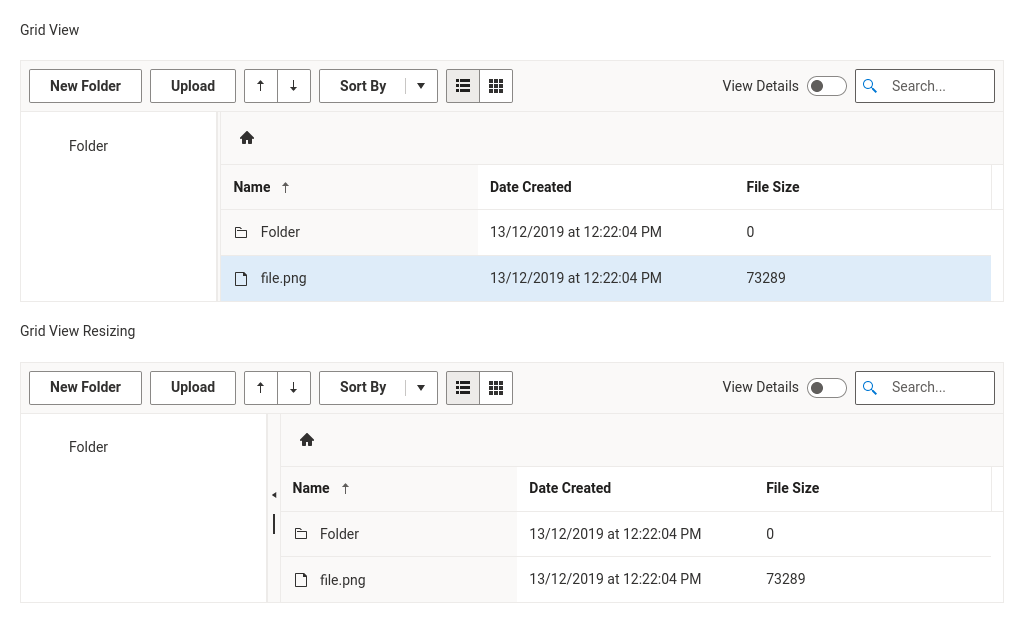 Grid View
New Folder Upload Sort By View Details Search...
Folder
Name Date Created File Size
Folder 13/12/2019 at 12:22:04 PM 0
file.png 13/12/2019 at 12:22:04 PM 73289
Grid View Resizing
New Folder Upload Sort By View Details Search...
Folder
Name Date Created File Size
Folder 13/12/2019 at 12:22:04 PM 0
file.png 13/12/2019 at 12:22:04 PM 73289